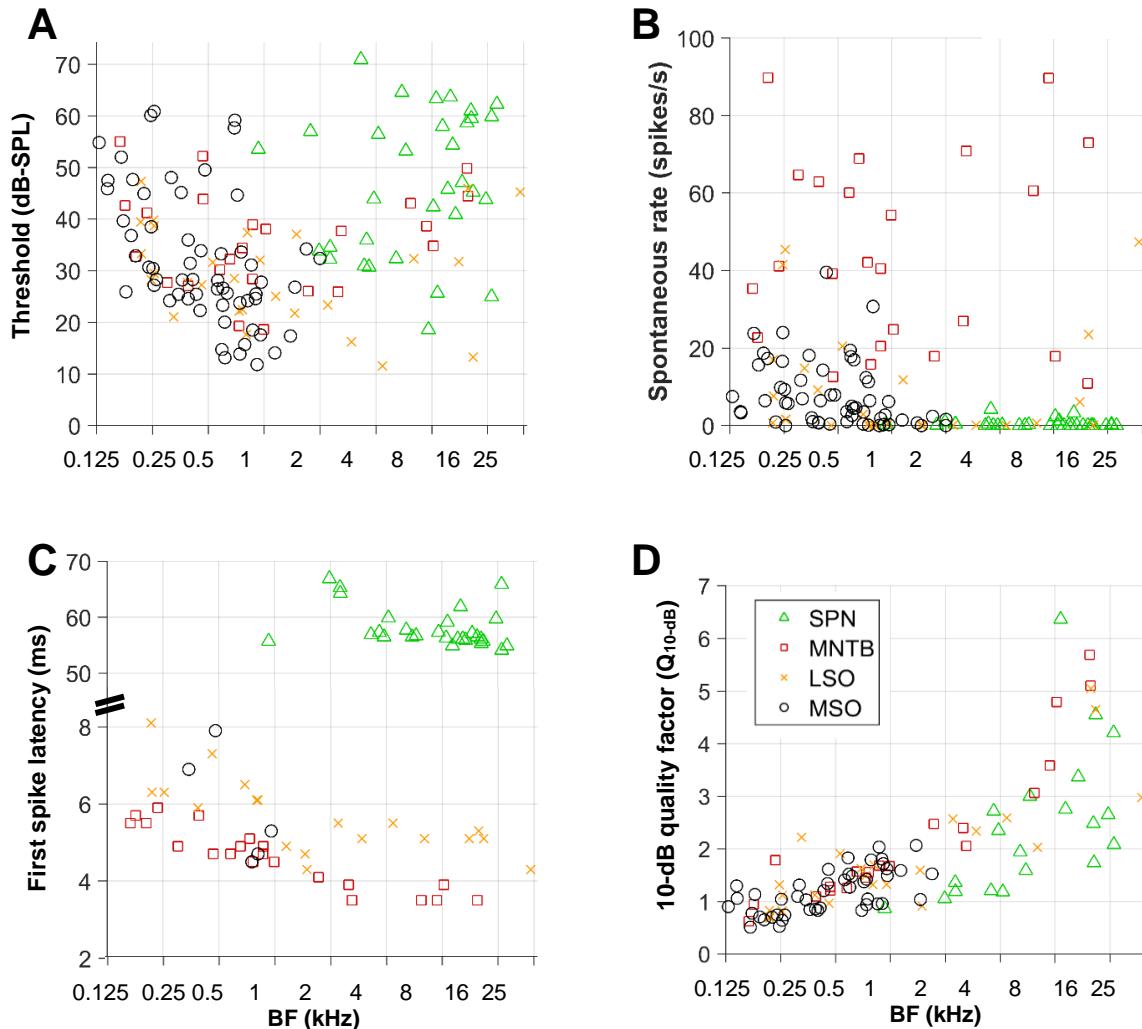 A
Threshold (dB-SPL)
70
60
50
40
30
20
10
0
0.125 0.25 0.5 1 2 4 8 16 25
B
Spontaneous rate (spikes/s)
100
80
60
40
20
0
0.125 0.25 0.5 1 2 4 8 16 25
C
First spike latency (ms)
70
60
50
8
6
4
2
0.125 0.25 0.5 1 2 4 8 16 25
BF (kHz)
D
10-dB quality factor (Q10-dB)
7
6
5
4
3
2
1
0
SPN
MNTB
LSO
MSO
0.125 0.25 0.5 1 2 4 8 16 25
BF (kHz)